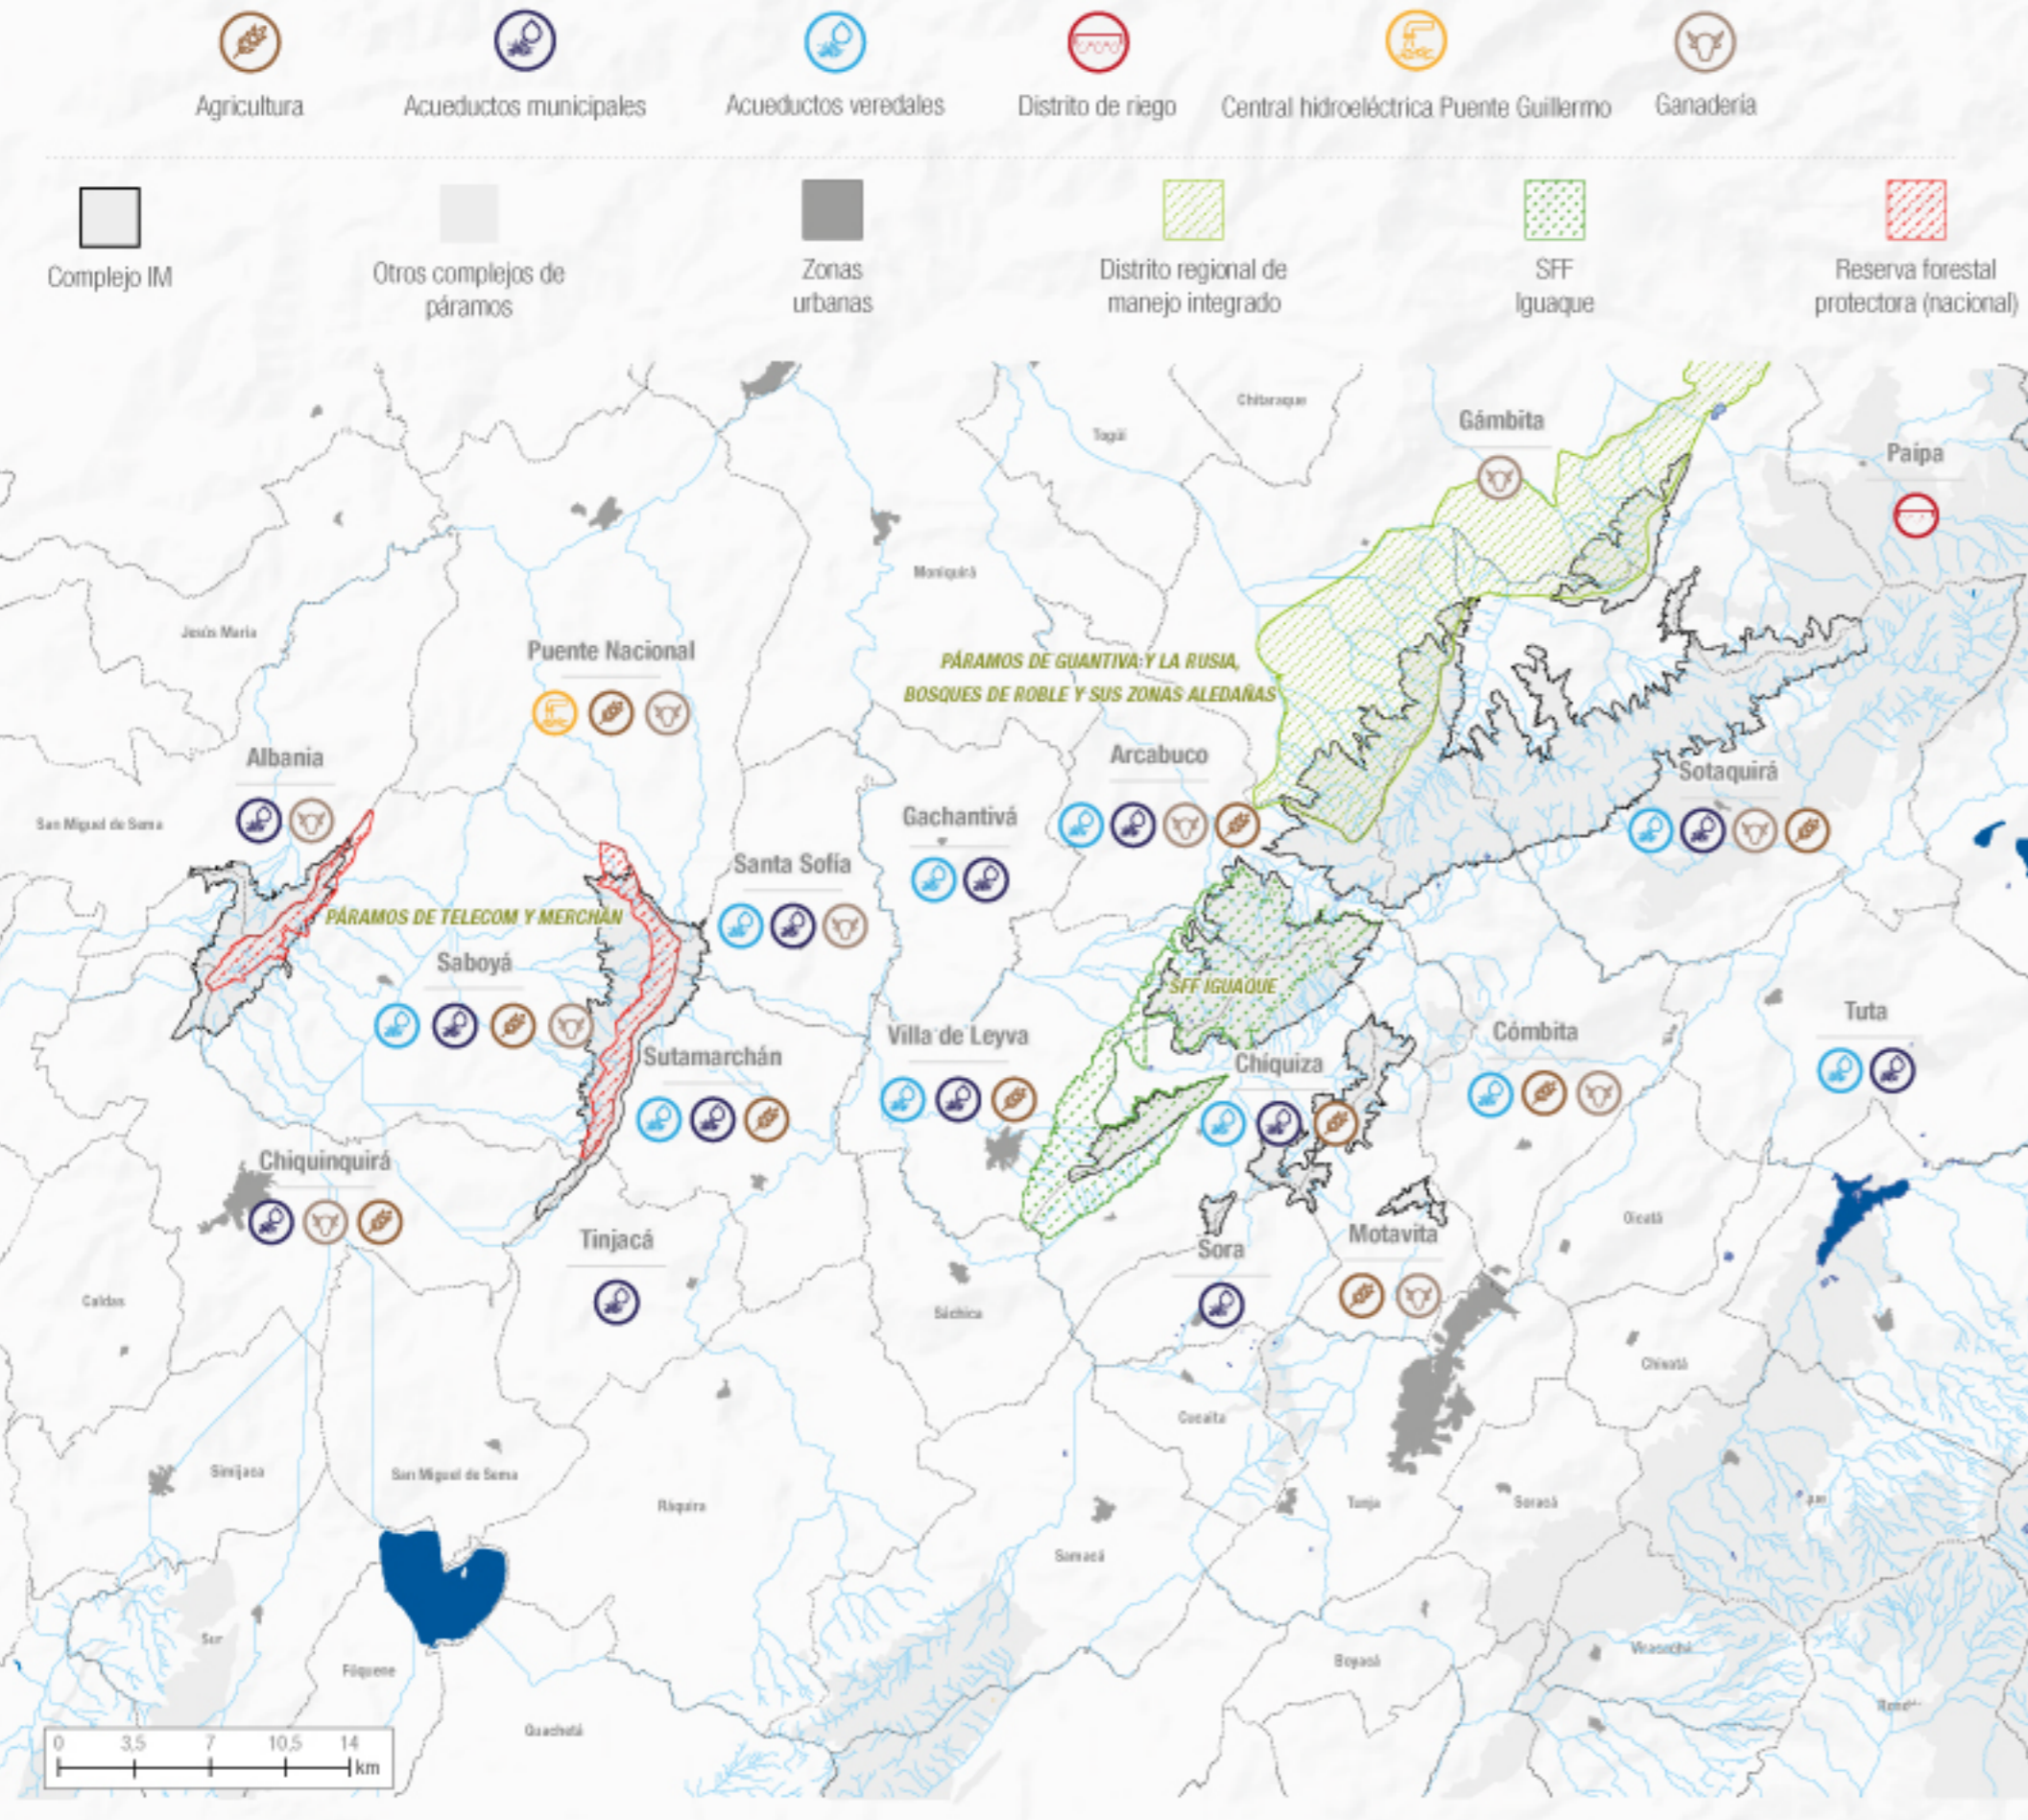 Agricultura
Acueductos municipales
Acueductos veredales
Distrito de riego
Central hidroeléctrica Puente Guillermo
Ganadería
Complejo IM
Otros complejos de
páramos
Zonas
urbanas
Distrito regional de
manejo integrado
SFF
Iguaque
Reserva forestal
protectora (nacional)
Chitaraque
Gámbita
Togüí
Paipa
Moniquirá
Jesús María
Puente Nacional
PÁRAMOS DE GUANTIVA Y LA RUSIA,
BOSQUES DE ROBLE Y SUS ZONAS ALEDAÑAS
Albania
Arcabuco
Sotaquirá
San Miguel de Sema
Gachantivá
Santa Sofía
PÁRAMOS DE TELECOM Y MERCHÁN
Saboyá
SFF IGUAQUE
Tuta
Villa de Leyva
Cómbita
Sutamarchán
Chíquiza
Chiquinquirá
Tinjacá
Sora
Motavita
Oicatá
Caldas
Sáchica
Chivatá
Cucaita
Simijaca
San Miguel de Sema
Ráquira
Tunja
Soracá
Samacá
Sur
Fúquene
Boyacá
Viracachá
Guachetá
0 3,5 7 10,5 14
km